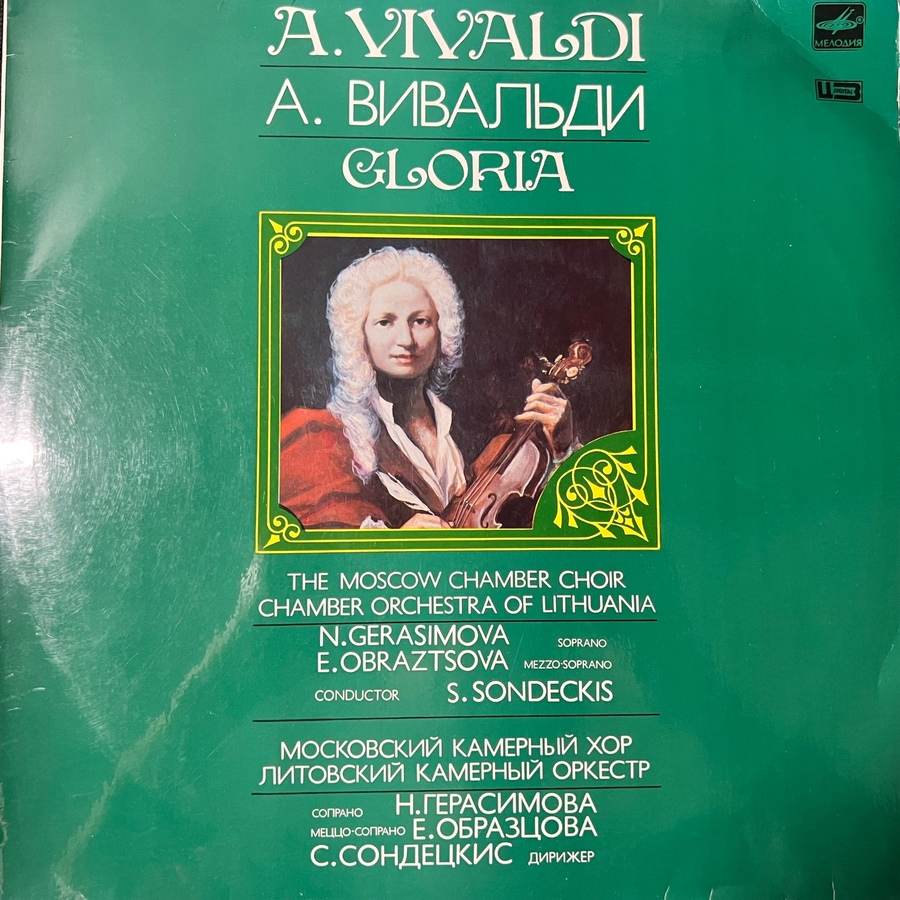 A. VIVALDI
МЕЛОДИЯ
DIGITAL
А. ВИВАЛЬДИ
GLORIA
THE MOSCOW CHAMBER CHOIR
CHAMBER ORCHESTRA OF LITHUANIA
N. GERASIMOVA SOPRANO
E. OBRAZTSOVA MEZZO-SOPRANO
CONDUCTOR S. SONDECKIS
МОСКОВСКИЙ КАМЕРНЫЙ ХОР
ЛИТОВСКИЙ КАМЕРНЫЙ ОРКЕСТР
СОПРАНО Н. ГЕРАСИМОВА
МЕЦЦО-СОПРАНО Е. ОБРАЗЦОВА
С. СОНДЕЦКИС ДИРИЖЕР